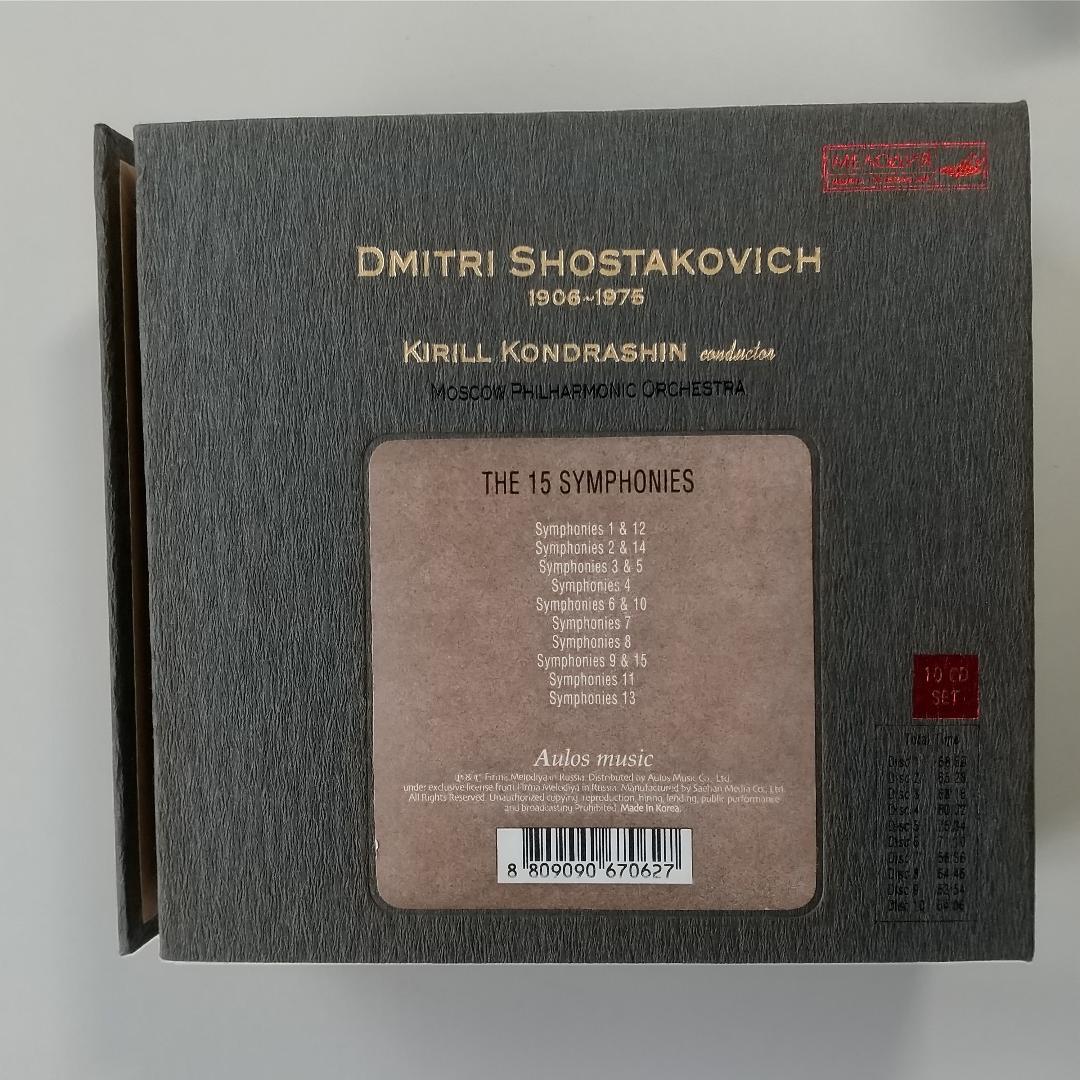 МЕЛОДИЯ
DMITRI SHOSTAKOVICH
1906~1975
KIRILL KONDRASHIN conductor
MOSCOW PHILHARMONIC ORCHESTRA
THE 15 SYMPHONIES
Symphonies 1 & 12
Symphonies 2 & 14
Symphonies 3 & 5
Symphonies 4
Symphonies 6 & 10
Symphonies 7
Symphonies 8
Symphonies 9 & 15
Symphonies 11
Symphonies 13
Aulos music
℗ & © Firma Melodiya in Russia. Distributed by Aulos Music Co., Ltd.
under exclusive license from Firma Melodiya in Russia. Manufactured by Saehan Media Co., Ltd.
All Rights Reserved. Unauthorized copying, reproduction, hiring, lending, public performance
and broadcasting Prohibited. Made in Korea.
8 809090 670627
10 CD
SET
Total Time
Disc 1
Disc 2
Disc 3
Disc 4
Disc 5
Disc 6
Disc 7
Disc 8
Disc 9
Disc 10